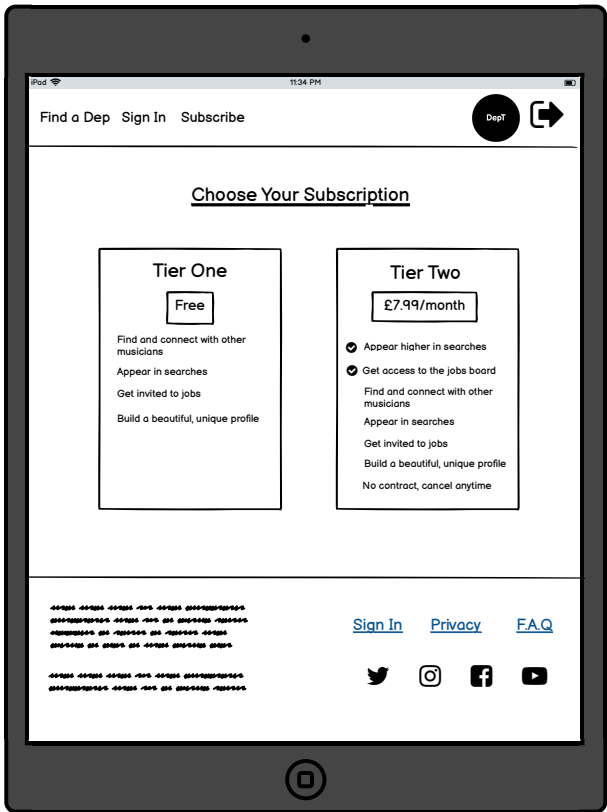 iPad 11:34 PM
Find a Dep Sign In Subscribe DepT
Choose Your Subscription
Tier One
Free
Find and connect with other
musicians
Appear in searches
Get invited to jobs
Build a beautiful, unique profile
Tier Two
£7.99/month
Appear higher in searches
Get access to the jobs board
Find and connect with other
musicians
Appear in searches
Get invited to jobs
Build a beautiful, unique profile
No contract, cancel anytime
Sign In Privacy F.A.Q